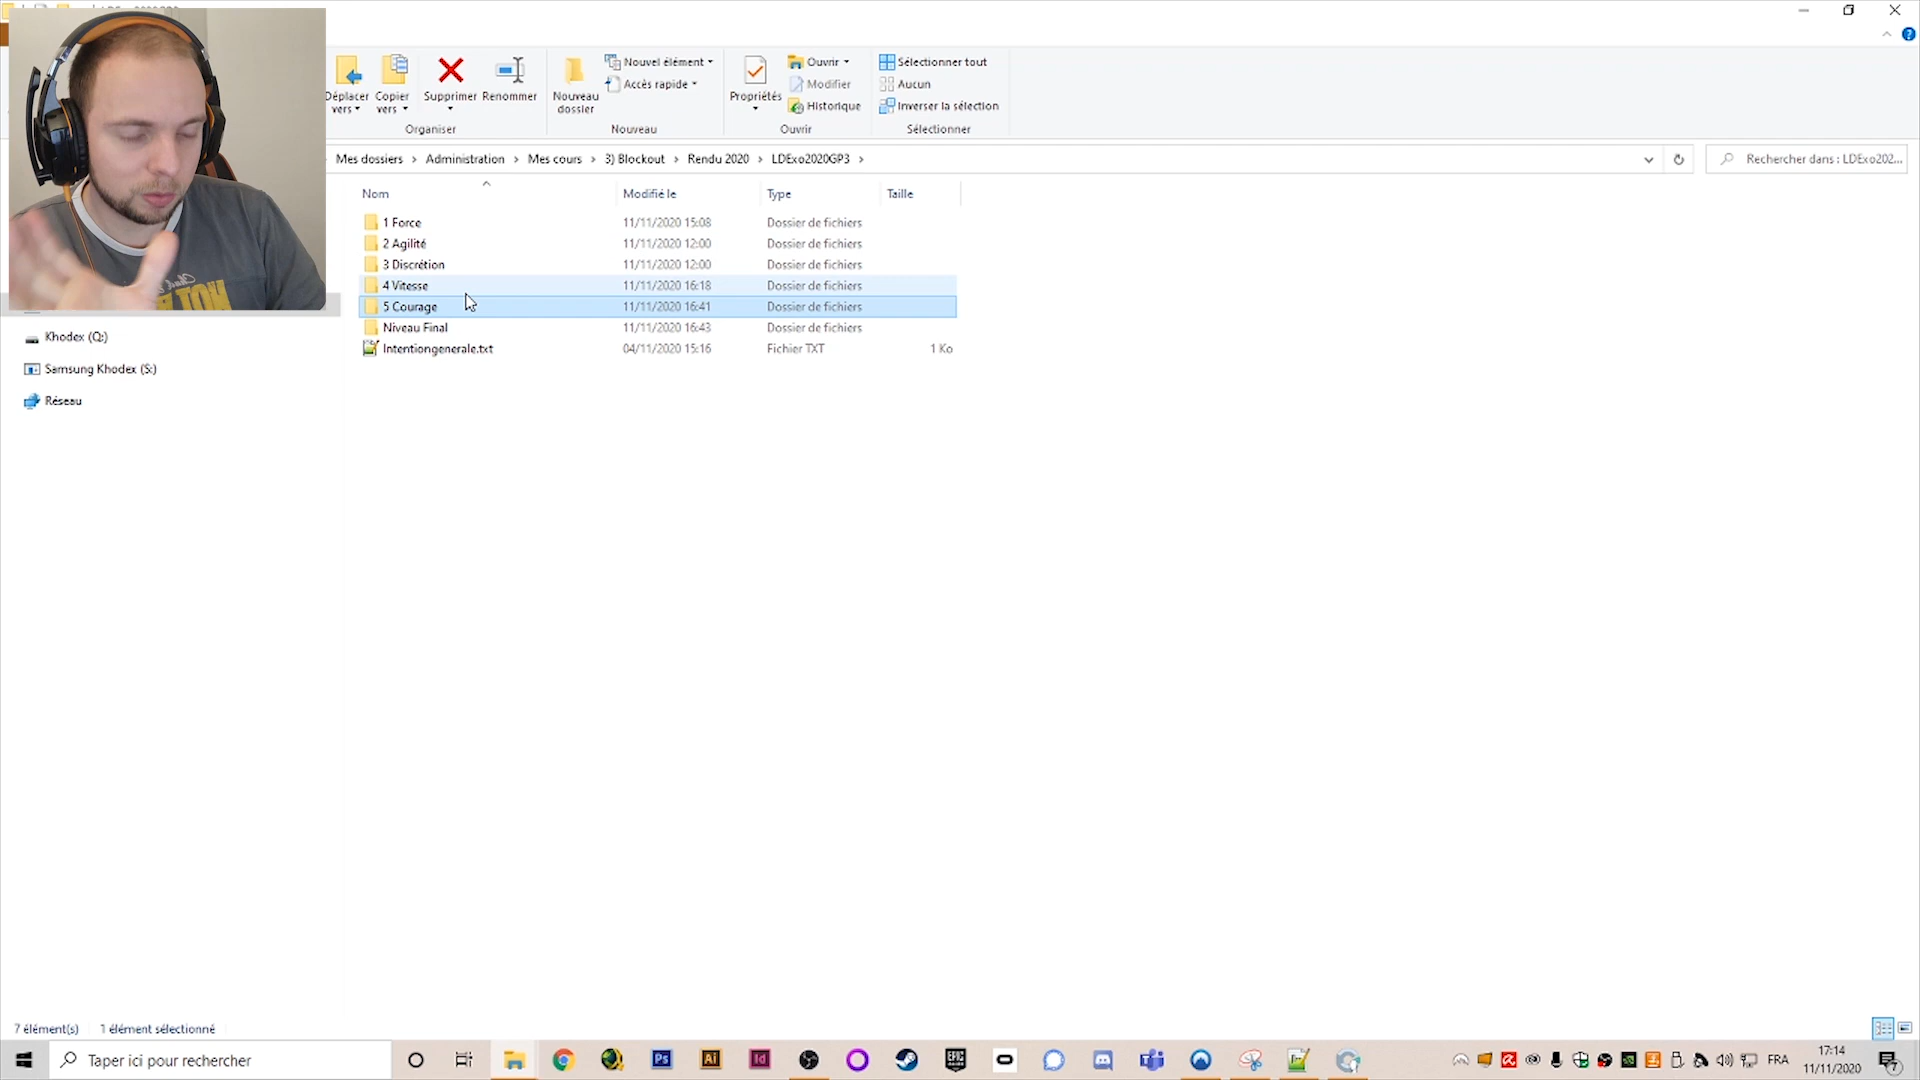 Déplacer vers
Copier vers
Supprimer
Renommer
Organiser
Nouveau dossier
Nouvel élément
Accès rapide
Nouveau
Propriétés
Ouvrir
Modifier
Historique
Ouvrir
Sélectionner tout
Aucun
Inverser la sélection
Sélectionner
Mes dossiers > Administration > Mes cours > 3) Blockout > Rendu 2020 > LDExo2020GP3 >
Rechercher dans : LDExo202...
Nom Modifié le Type Taille
1 Force 11/11/2020 15:08 Dossier de fichiers
2 Agilité 11/11/2020 12:00 Dossier de fichiers
3 Discrétion 11/11/2020 12:00 Dossier de fichiers
4 Vitesse 11/11/2020 16:18 Dossier de fichiers
5 Courage 11/11/2020 16:41 Dossier de fichiers
Niveau Final 11/11/2020 16:43 Dossier de fichiers
Intentiongenerale.txt 04/11/2020 15:16 Fichier TXT 1 Ko
Khodex (Q:)
Samsung Khodex (S:)
Réseau
7 élément(s) 1 élément sélectionné
Taper ici pour rechercher
Ps
Ai
Id
EPIC
FRA
17:14
11/11/2020
7